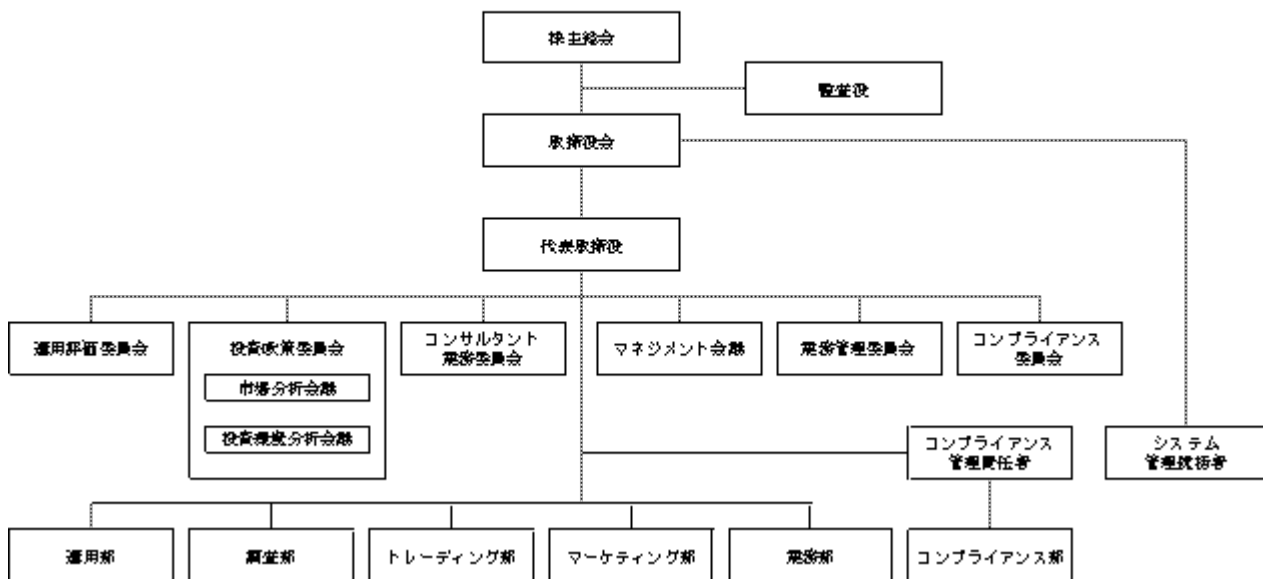 株主総会
監査役
取締役会
代表取締役
運用評価委員会
投資政策委員会
コンサルタント
業務委員会
マネジメント会議
業務管理委員会
コンプライアンス
委員会
市場分析会議
投資環境分析会議
コンプライアンス
管理責任者
システム
管理統括者
運用部
調査部
トレーディング部
マーケティング部
業務部
コンプライアンス部